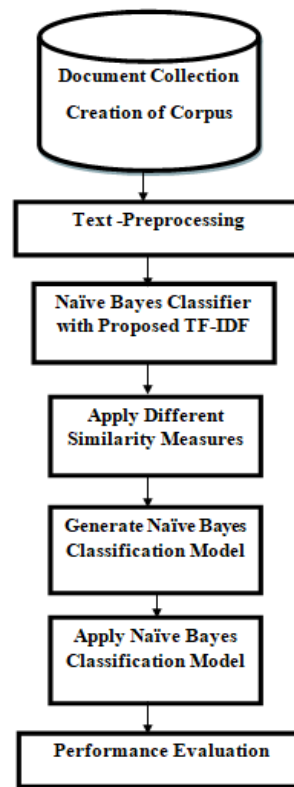 Document Collection
Creation of Corpus
Text -Preprocessing
Naïve Bayes Classifier
with Proposed TF-IDF
Apply Different
Similarity Measures
Generate Naïve Bayes
Classification Model
Apply Naïve Bayes
Classification Model
Performance Evaluation